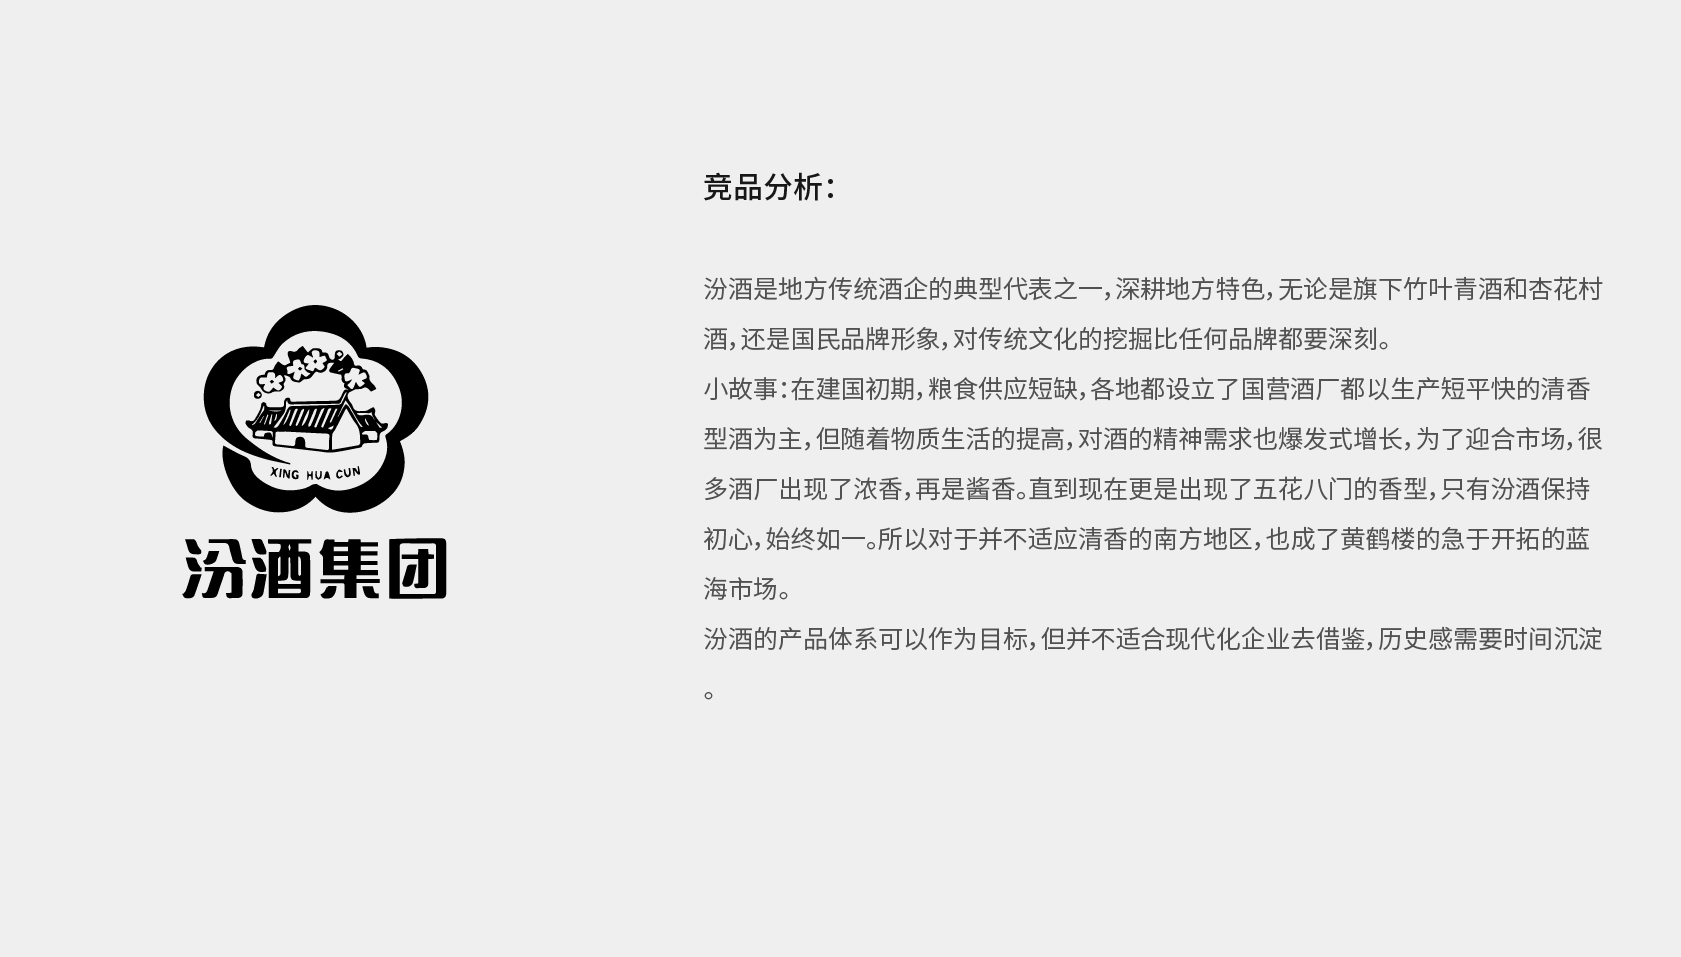 XING HUA CUN
汾酒集团
竞品分析：
汾酒是地方传统酒企的典型代表之一，深耕地方特色，无论是旗下竹叶青酒和杏花村
酒，还是国民品牌形象，对传统文化的挖掘比任何品牌都要深刻。
小故事：在建国初期，粮食供应短缺，各地都设立了国营酒厂都以生产短平快的清香
型酒为主，但随着物质生活的提高，对酒的精神需求也爆发式增长，为了迎合市场，很
多酒厂出现了浓香，再是酱香。直到现在更是出现了五花八门的香型，只有汾酒保持
初心，始终如一。所以对于并不适应清香的南方地区，也成了黄鹤楼的急于开拓的蓝
海市场。
汾酒的产品体系可以作为目标，但并不适合现代化企业去借鉴，历史感需要时间沉淀
。